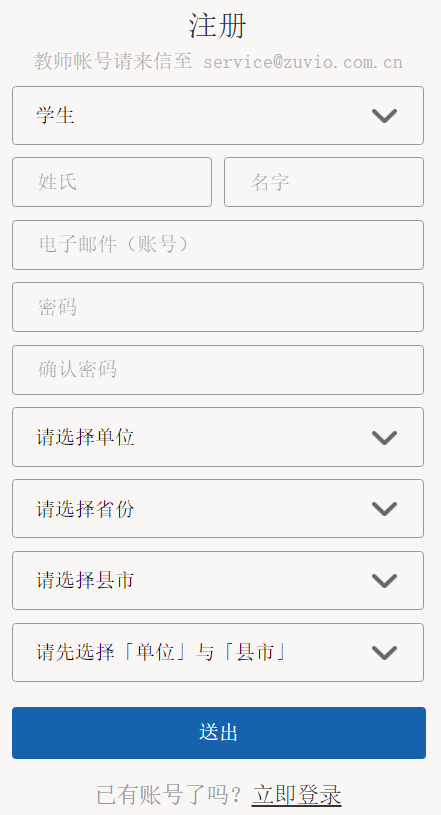 注册
教师帐号请来信至 service@zuvio.com.cn
学生
姓氏 名字
电子邮件（账号）
密码
确认密码
请选择单位
请选择省份
请选择县市
请先选择「单位」与「县市」
送出
已有账号了吗？立即登录